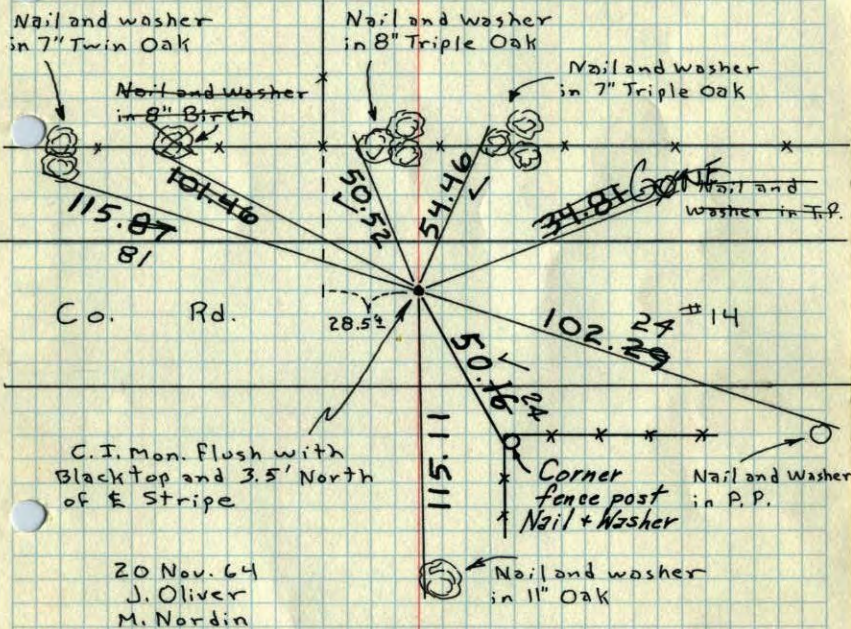 Nail and washer
in 7" Twin Oak
Nail and washer
in 8" Birch
Nail and washer
in 8" Triple Oak
Nail and washer
in 7" Triple Oak
Nail and
Washer in T.P.
GONE
34.81
54.46
50.52
101.46
115.87
81
Co. Rd.
28.5'±
102.29
24
#14
50.16
24
115.11
C.I. Mon. Flush with
Blacktop and 3.5' North
of ℄ Stripe
Corner
fence post
Nail + Washer
Nail and Washer
in P.P.
20 Nov. 64
J. Oliver
M. Nordin
Nail and washer
in 11" Oak